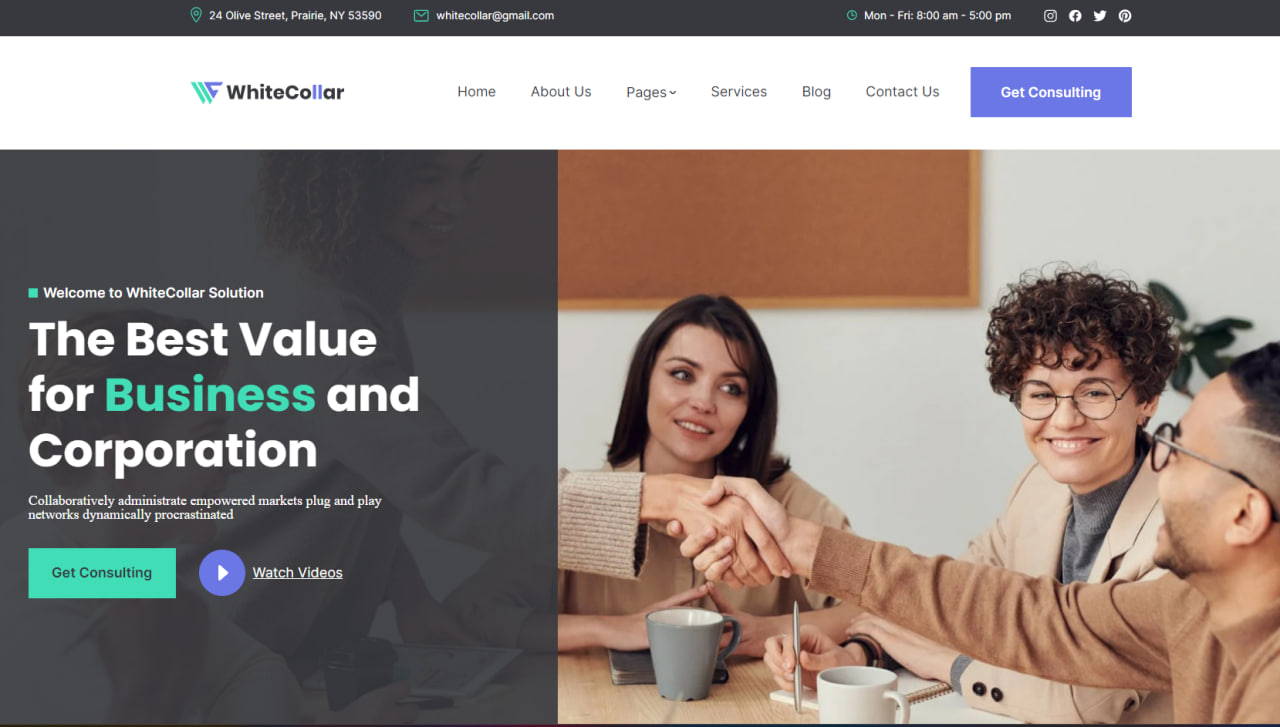 24 Olive Street, Prairie, NY 53590
whitecollar@gmail.com
Mon - Fri: 8:00 am - 5:00 pm
WhiteCollar
Home
About Us
Pages
Services
Blog
Contact Us
Get Consulting
Welcome to WhiteCollar Solution
The Best Value
for Business and
Corporation
Collaboratively administrate empowered markets plug and play
networks dynamically procrastinated
Get Consulting
Watch Videos